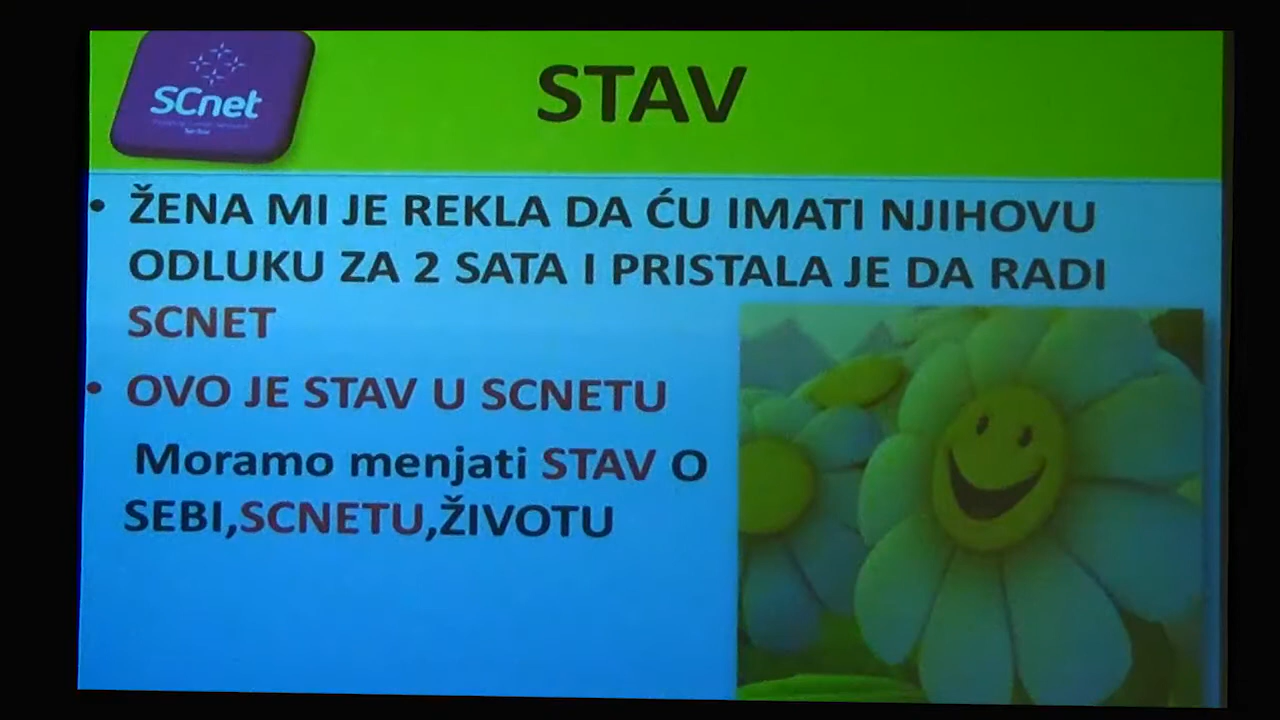 SCnet
STAV
• ŽENA MI JE REKLA DA ĆU IMATI NJIHOVU
ODLUKU ZA 2 SATA I PRISTALA JE DA RADI
SCNET
• OVO JE STAV U SCNETU
Moramo menjati STAV O
SEBI,SCNETU,ŽIVOTU